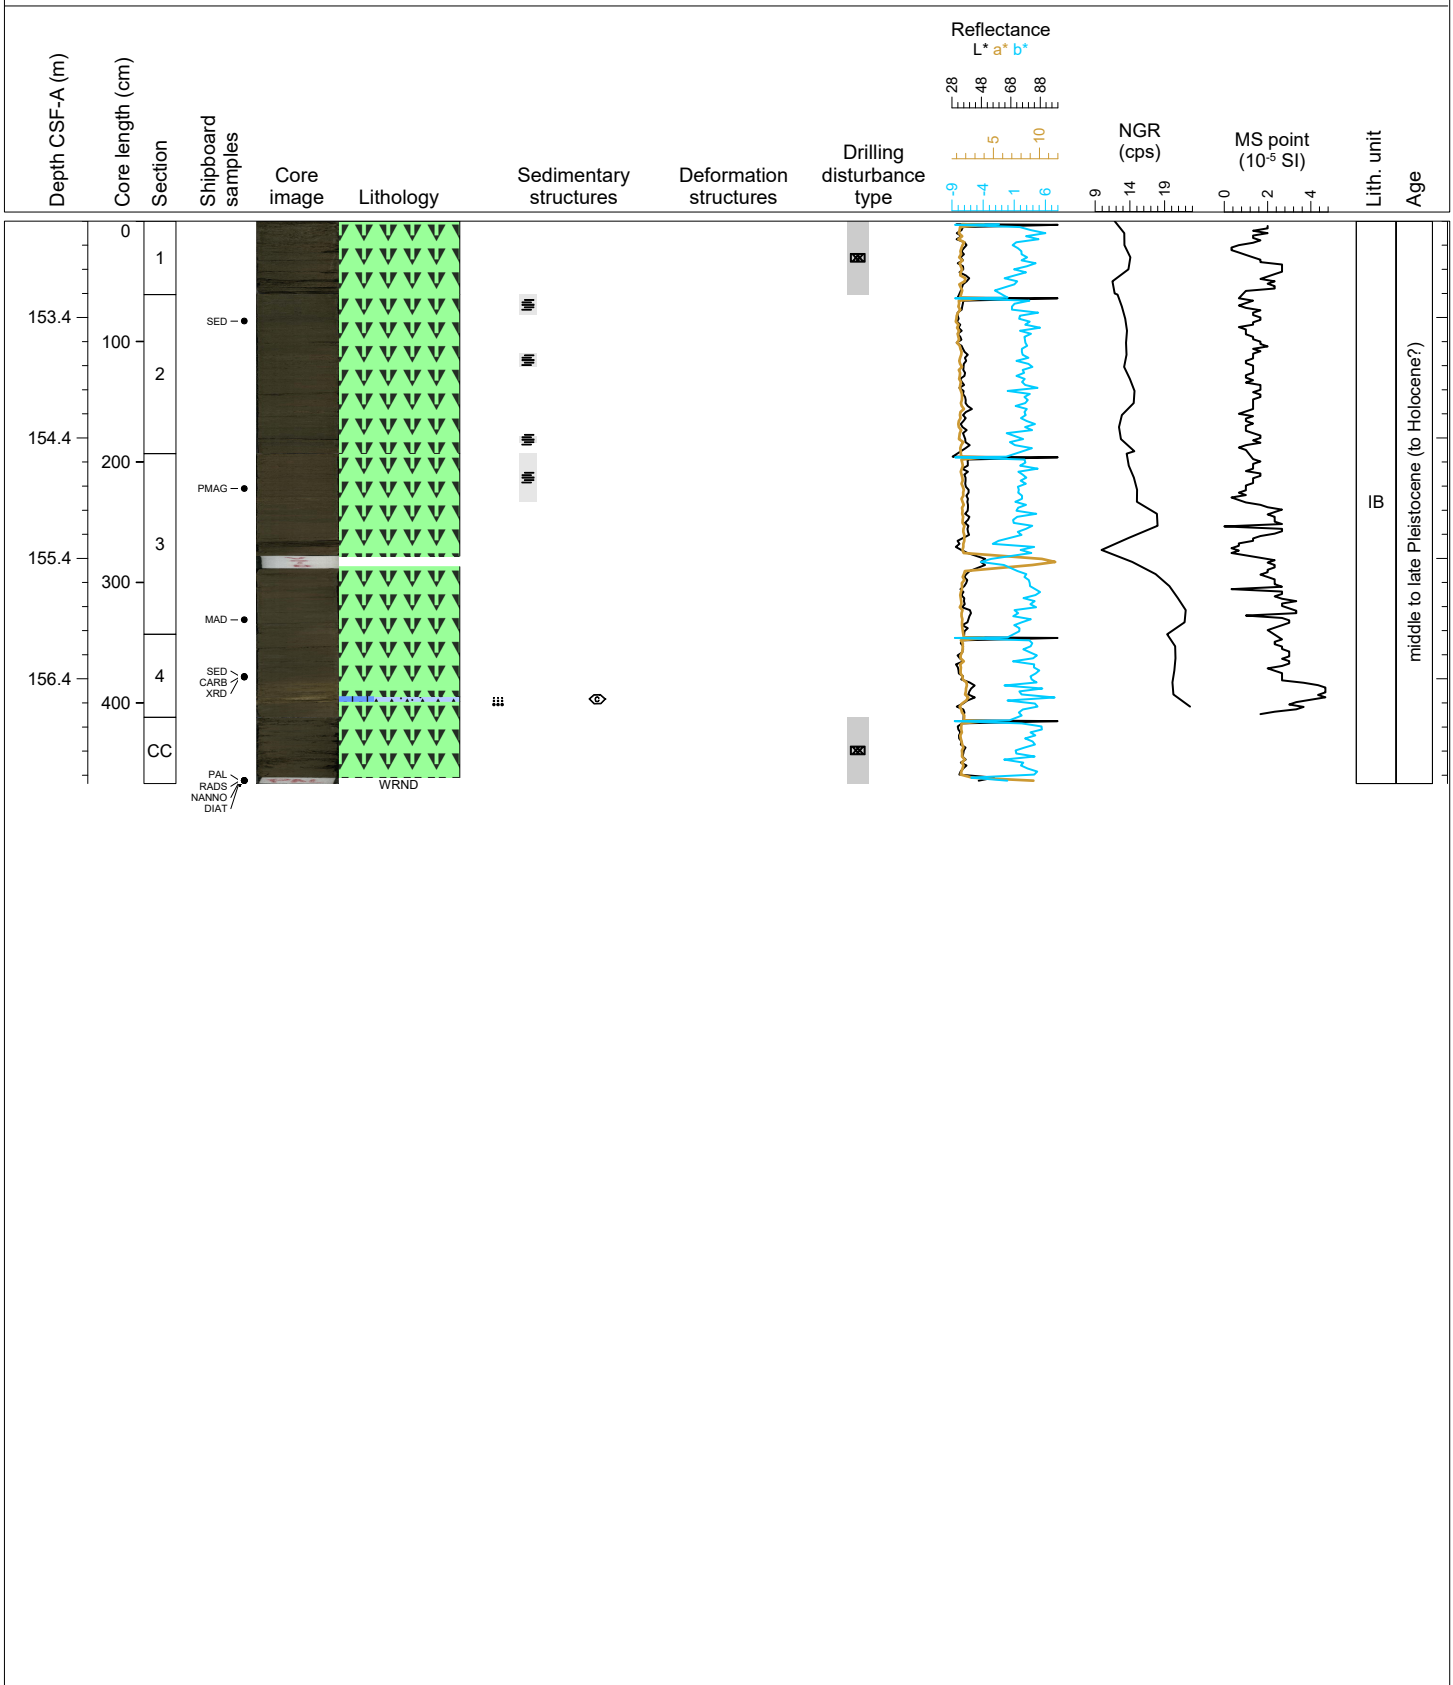 Depth CSF-A (m)
Core length (cm)
Section
Shipboard
samples
Core
image
Lithology
Sedimentary
structures
Deformation
structures
Drilling
disturbance
type
Reflectance
L* a* b*
28 48 68 88
5 10
-9 -4 1 6
NGR
(cps)
9 14 19
MS point
(10-5 SI)
0 2 4
Lith. unit
Age
153.4
154.4
155.4
156.4
0
100
200
300
400
1
2
3
4
CC
SED
PMAG
MAD
SED
CARB
XRD
PAL
RADS
NANNO
DIAT
WRND
IB
middle to late Pleistocene (to Holocene?)